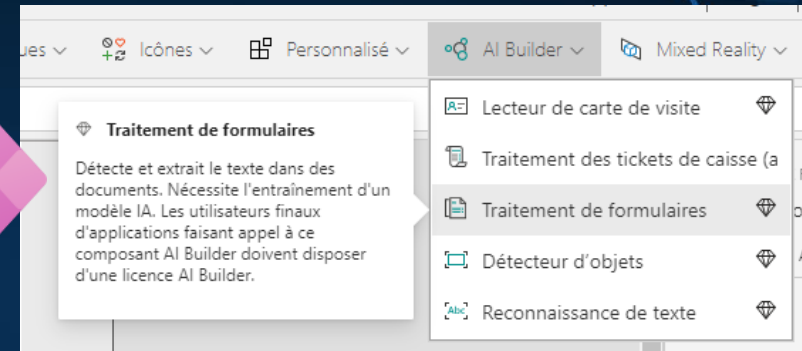 Icônes
Personnalisé
AI Builder
Mixed Reality
Traitement de formulaires
Détecte et extrait le texte dans des
documents. Nécessite l'entraînement d'un
modèle IA. Les utilisateurs finaux
d'applications faisant appel à ce
composant AI Builder doivent disposer
d'une licence AI Builder.
Lecteur de carte de visite
Traitement des tickets de caisse (a
Traitement de formulaires
Détecteur d'objets
Abc
Reconnaissance de texte